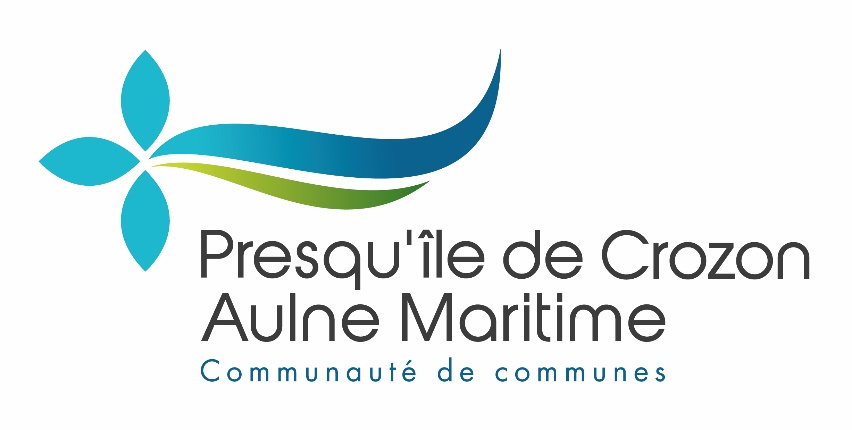 Presqu'île de Crozon
Aulne Maritime
Communauté de communes